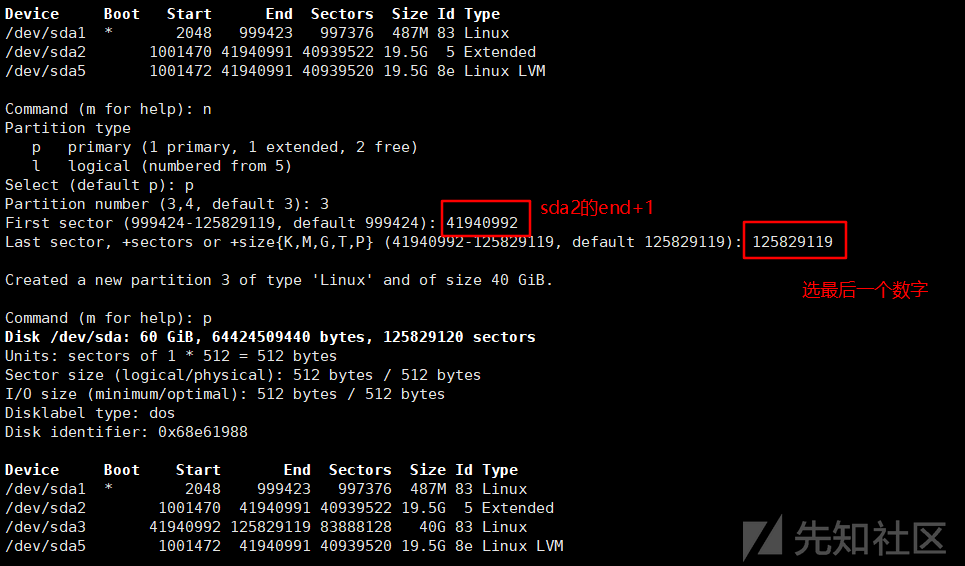 Device     Boot   Start      End  Sectors  Size Id Type
/dev/sda1  *       2048   999423   997376  487M 83 Linux
/dev/sda2       1001470 41940991 40939522 19.5G  5 Extended
/dev/sda5       1001472 41940991 40939520 19.5G 8e Linux LVM
Command (m for help): n
Partition type
   p   primary (1 primary, 1 extended, 2 free)
   l   logical (numbered from 5)
Select (default p): p
Partition number (3,4, default 3): 3
First sector (999424-125829119, default 999424): 41940992 sda2的end+1
Last sector, +sectors or +size{K,M,G,T,P} (41940992-125829119, default 125829119): 125829119
选最后一个数字
Created a new partition 3 of type 'Linux' and of size 40 GiB.
Command (m for help): p
Disk /dev/sda: 60 GiB, 64424509440 bytes, 125829120 sectors
Units: sectors of 1 * 512 = 512 bytes
Sector size (logical/physical): 512 bytes / 512 bytes
I/O size (minimum/optimal): 512 bytes / 512 bytes
Disklabel type: dos
Disk identifier: 0x68e61988
Device     Boot    Start       End  Sectors  Size Id Type
/dev/sda1  *        2048    999423   997376  487M 83 Linux
/dev/sda2        1001470  41940991 40939522 19.5G  5 Extended
/dev/sda3       41940992 125829119 83888128   40G 83 Linux
/dev/sda5        1001472  41940991 40939520 19.5G 8e Linux LVM
先知社区